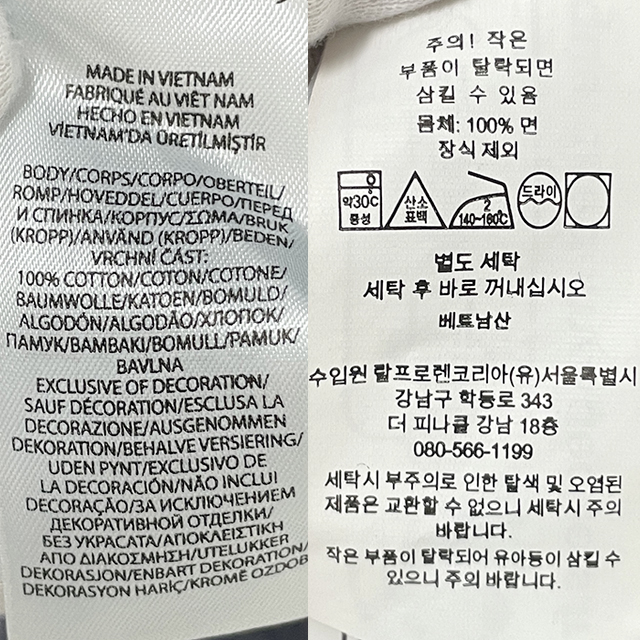 MADE IN VIETNAM
FABRIQUÉ AU VIÊT NAM
HECHO EN VIETNAM
VIETNAM'DA ÜRETİLMİŞTİR
BODY/CORPS/CORPO/OBERTEIL/
ROMP/HOVEDDEL/CUERPO/ПЕРЕД
И СПИНКА/КОРПУС/ΣΩΜΑ/BRUK
(KROPP)/ANVÄND (KROPP)/BEDEN/
VRCHNÍ ČÁST:
100% COTTON/COTON/COTONE/
BAUMWOLLE/KATOEN/BOMULD/
ALGODÓN/ALGODÃO/ХЛОПОК/
ПАМУК/ΒΑΜΒΑΚΙ/BOMULL/PAMUK/
BAVLNA
EXCLUSIVE OF DECORATION/
SAUF DÉCORATION/ESCLUSA LA
DECORAZIONE/AUSGENOMMEN
DEKORATION/BEHALVE VERSIERING/
UDEN PYNT/EXCLUSIVO DE
LA DECORACIÓN/NÃO INCLUI
DECORAÇÃO/ЗА ИСКЛЮЧЕНИЕМ
ДЕКОРАТИВНОЙ ОТДЕЛКИ/
БЕЗ УКРАСАТА/ΑΠΟΚΛΕΙΣΤΙΚΗ
ΑΠΟ ΔΙΑΚΟΣΜΗΣΗ/UTELUKKER
DEKORASJON/ENBART DEKORATION/
DEKORASYON HARİÇ/KROMĚ OZDOB
주의! 작은
부품이 탈락되면
삼킬 수 있음
몸체: 100% 면
장식 제외
약30℃ 중성 산소 표백 2 140~160℃ 드라이
별도 세탁
세탁 후 바로 꺼내십시오
베트남산
수입원 랄프로렌코리아(유)서울특별시
강남구 학동로 343
더 피나클 강남 18층
080-566-1199
세탁시 부주의로 인한 탈색 및 오염된
제품은 교환할 수 없으니 세탁시 주의
바랍니다.
작은 부품이 탈락되어 유아등이 삼킬 수
있으니 주의 바랍니다.